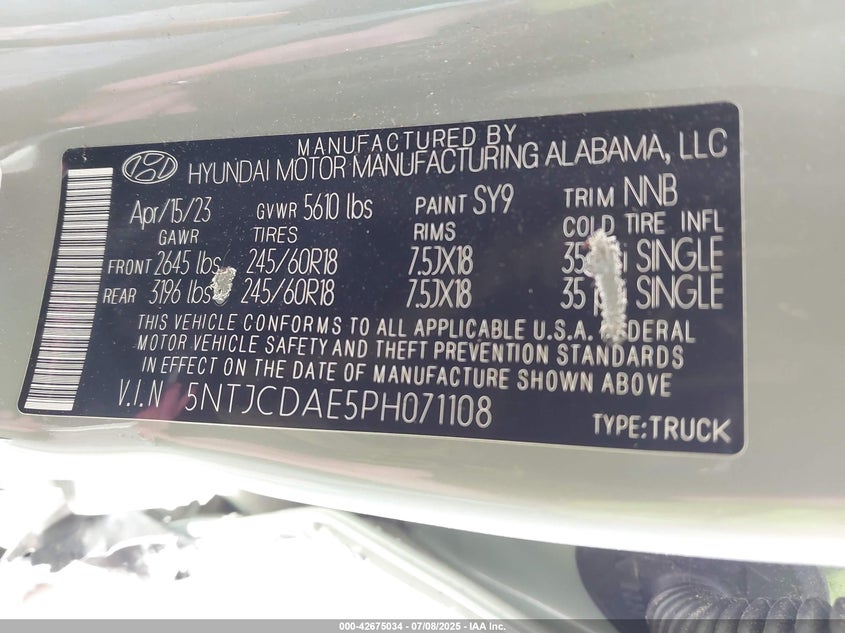 MANUFACTURED BY
HYUNDAI MOTOR MANUFACTURING ALABAMA, LLC
Apr/15/23 GVWR 5610 lbs PAINT SY9 TRIM NNB
GAWR TIRES RIMS COLD TIRE INFL
FRONT 2645 lbs 245/60R18 7.5JX18 35 SINGLE
REAR 3196 lbs 245/60R18 7.5JX18 35 SINGLE
THIS VEHICLE CONFORMS TO ALL APPLICABLE U.S.A. FEDERAL
MOTOR VEHICLE SAFETY AND THEFT PREVENTION STANDARDS
IN EFFECT ON THE DATE OF MANUFACTURE SHOWN ABOVE
V.I.N 5NTJCDAE5PH071108
TYPE:TRUCK
000-42675034 / 07/08/2025 - IAA Inc.